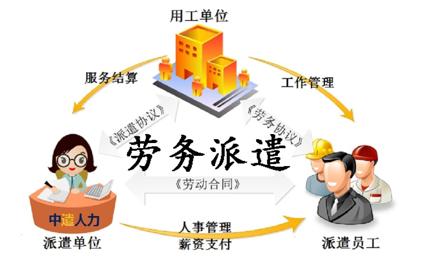 用工单位
服务结算
工作管理
《派遣协议》
《劳务协议》
劳务派遣
《劳动合同》
中遣人力
人事管理
薪资支付
派遣单位
派遣员工